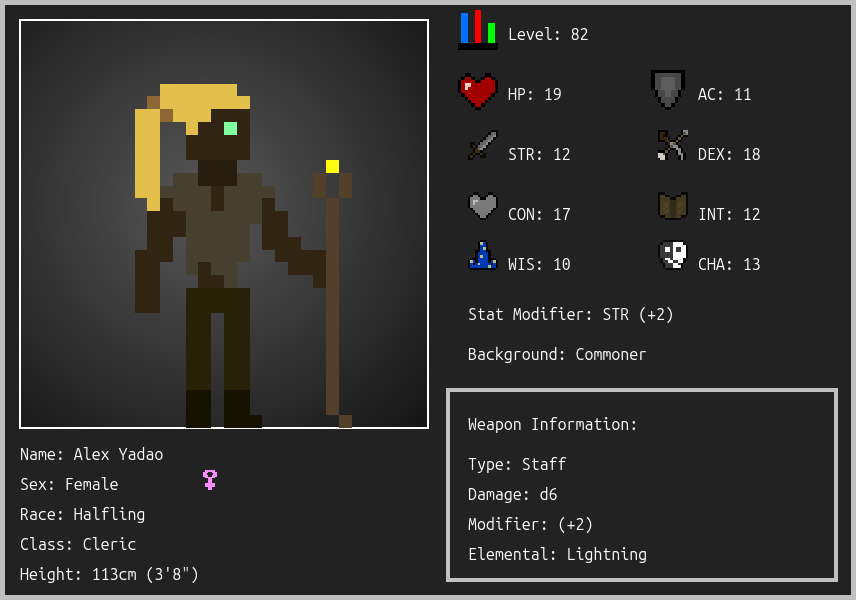 Level: 82
HP: 19
AC: 11
STR: 12
DEX: 18
CON: 17
INT: 12
WIS: 10
CHA: 13
Stat Modifier: STR (+2)
Background: Commoner
Weapon Information:
Type: Staff
Damage: d6
Modifier: (+2)
Elemental: Lightning
Name: Alex Yadao
Sex: Female
Race: Halfling
Class: Cleric
Height: 113cm (3'8")